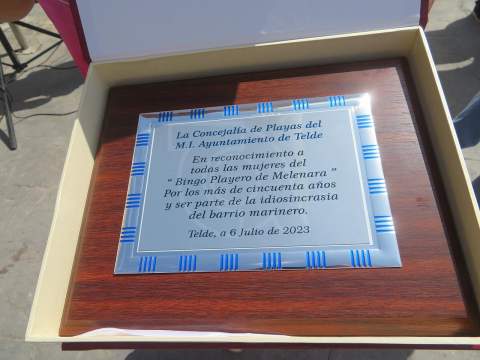 La Concejalía de Playas del
M.I. Ayuntamiento de Telde
En reconocimiento a
todas las mujeres del
“ Bingo Playero de Melenara ”
Por los más de cincuenta años
y ser parte de la idiosincrasia
del barrio marinero.
Telde, a 6 Julio de 2023